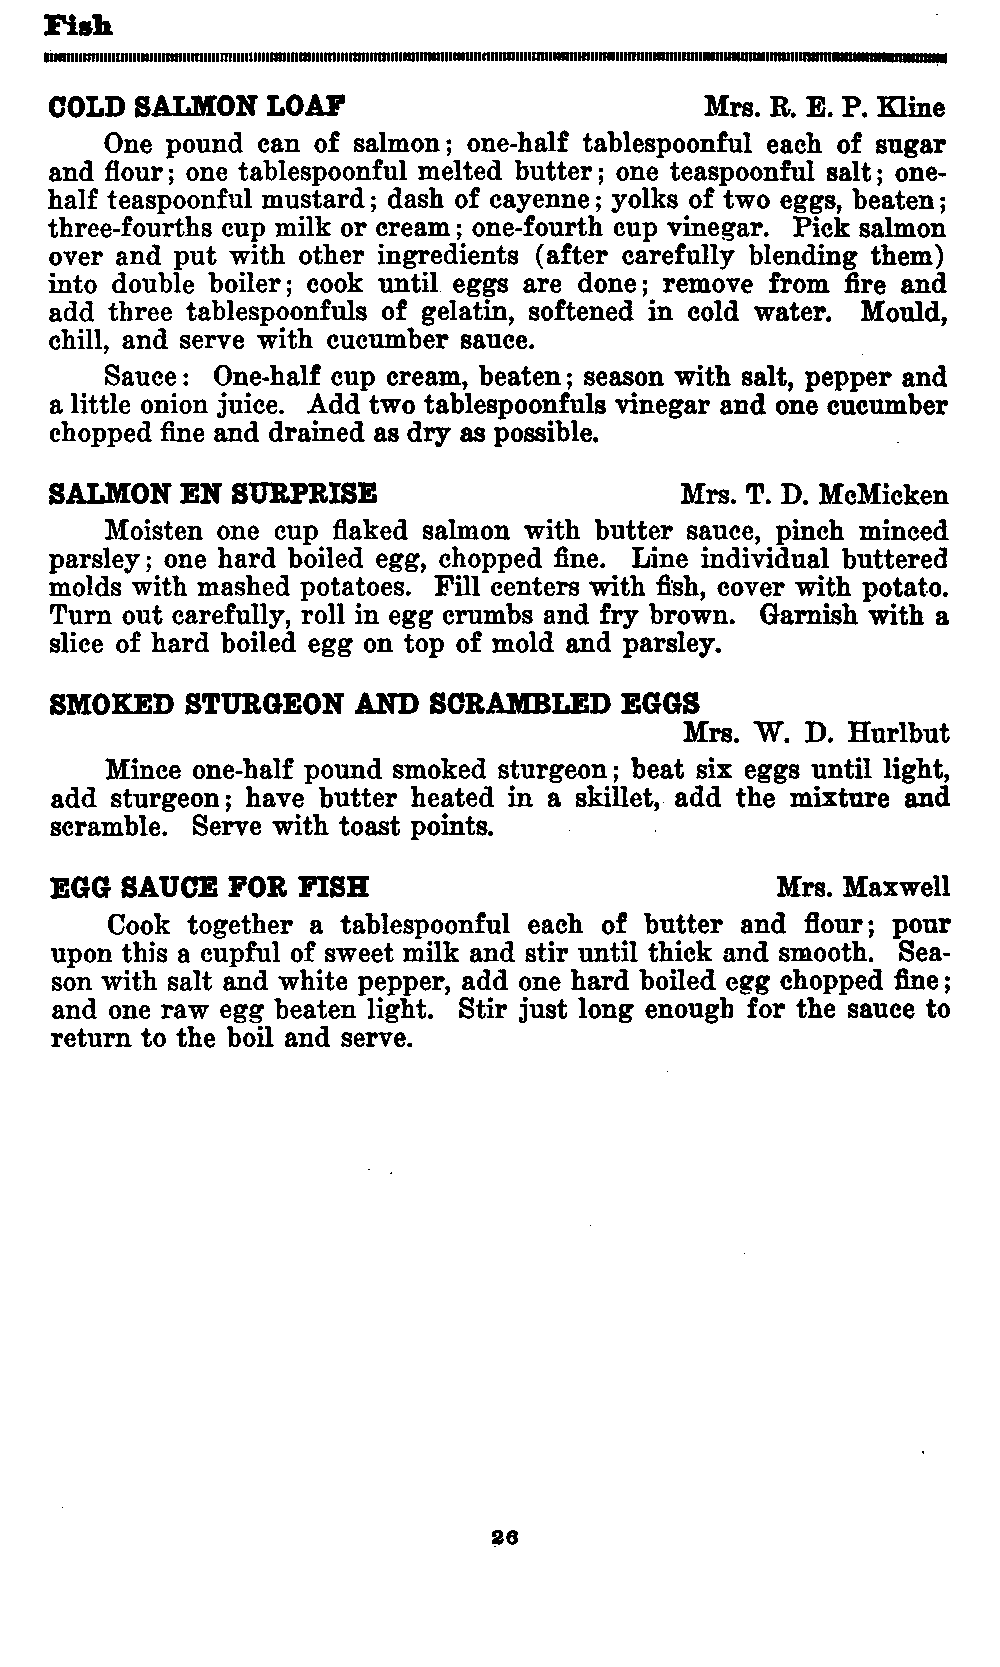 Fish
COLD SALMON LOAF Mrs. R. E. P. Kline
One pound can of salmon; one-half tablespoonful each of sugar
and flour; one tablespoonful melted butter; one teaspoonful salt; one-
half teaspoonful mustard; dash of cayenne; yolks of two eggs, beaten;
three-fourths cup milk or cream; one-fourth cup vinegar. Pick salmon
over and put with other ingredients (after carefully blending them)
into double boiler; cook until eggs are done; remove from fire and
add three tablespoonfuls of gelatin, softened in cold water. Mould,
chill, and serve with cucumber sauce.
Sauce: One-half cup cream, beaten; season with salt, pepper and
a little onion juice. Add two tablespoonfuls vinegar and one cucumber
chopped fine and drained as dry as possible.
SALMON EN SURPRISE Mrs. T. D. McMicken
Moisten one cup flaked salmon with butter sauce, pinch minced
parsley; one hard boiled egg, chopped fine. Line individual buttered
molds with mashed potatoes. Fill centers with fish, cover with potato.
Turn out carefully, roll in egg crumbs and fry brown. Garnish with a
slice of hard boiled egg on top of mold and parsley.
SMOKED STURGEON AND SCRAMBLED EGGS
Mrs. W. D. Hurlbut
Mince one-half pound smoked sturgeon; beat six eggs until light,
add sturgeon; have butter heated in a skillet, add the mixture and
scramble. Serve with toast points.
EGG SAUCE FOR FISH Mrs. Maxwell
Cook together a tablespoonful each of butter and flour; pour
upon this a cupful of sweet milk and stir until thick and smooth. Sea-
son with salt and white pepper, add one hard boiled egg chopped fine;
and one raw egg beaten light. Stir just long enough for the sauce to
return to the boil and serve.
26